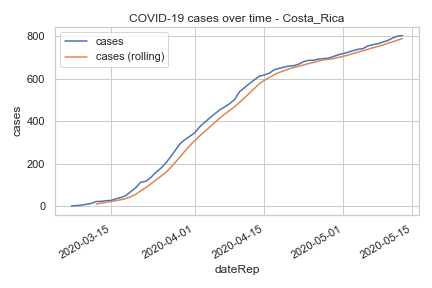 COVID-19 cases over time - Costa_Rica
cases
cases (rolling)
800
600
400
200
0
cases
2020-03-15
2020-04-01
2020-04-15
2020-05-01
2020-05-15
dateRep